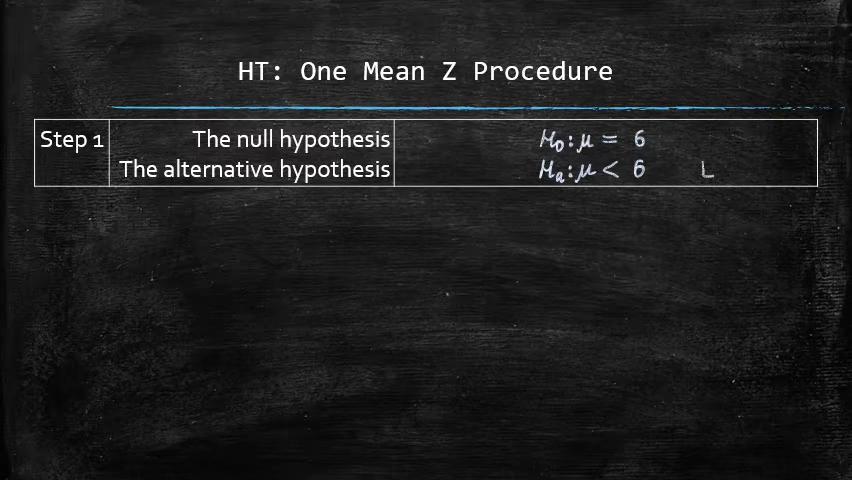 HT: One Mean Z Procedure
Step 1 The null hypothesis H₀: μ = 6
The alternative hypothesis Hₐ: μ < 6 L